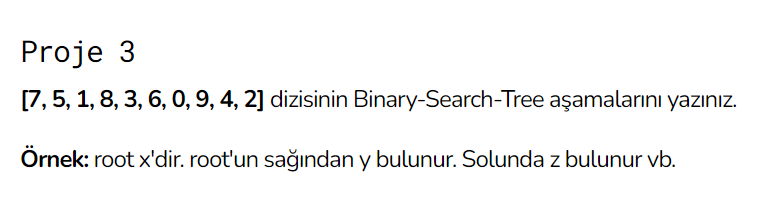 Proje 3
[7, 5, 1, 8, 3, 6, 0, 9, 4, 2] dizisinin Binary-Search-Tree aşamalarını yazınız.
Örnek: root x'dir. root'un sağından y bulunur. Solunda z bulunur vb.